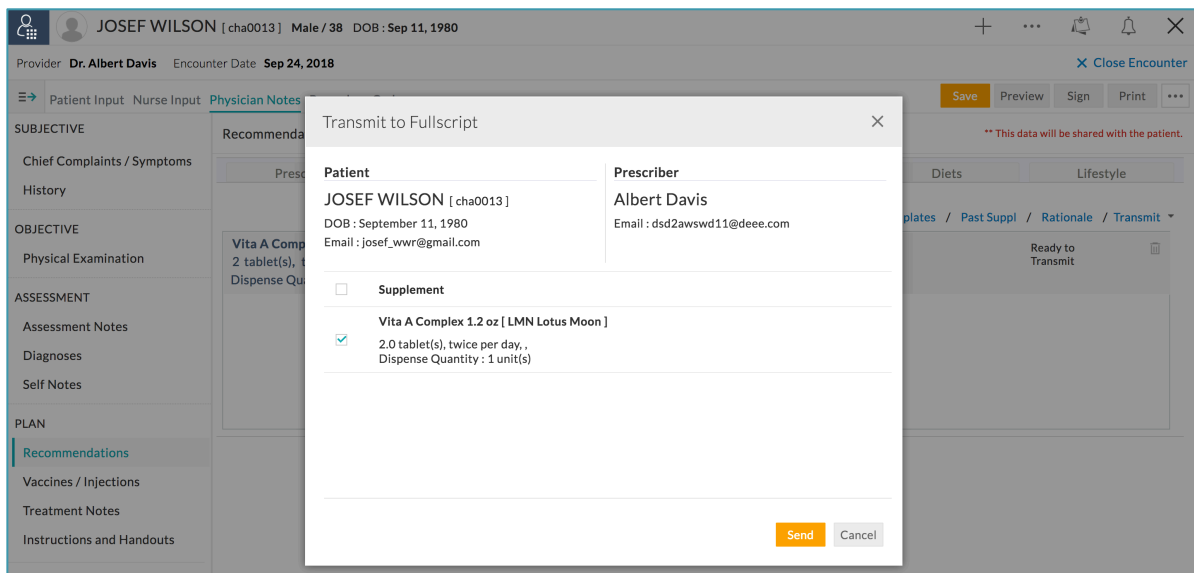 JOSEF WILSON [ cha0013 ] Male / 38 DOB : Sep 11, 1980
Provider Dr. Albert Davis Encounter Date Sep 24, 2018
Close Encounter
Patient Input Nurse Input Physician Notes
Save Preview Sign Print
SUBJECTIVE
Chief Complaints / Symptoms
History
OBJECTIVE
Physical Examination
ASSESSMENT
Assessment Notes
Diagnoses
Self Notes
PLAN
Recommendations
Vaccines / Injections
Treatment Notes
Instructions and Handouts
Recommenda
** This data will be shared with the patient.
Presc
Diets
Lifestyle
plates / Past Suppl / Rationale / Transmit
Vita A Comp
2 tablet(s), t
Dispense Qua
Ready to
Transmit
Transmit to Fullscript
Patient
JOSEF WILSON [ cha0013 ]
DOB : September 11, 1980
Email : josef_wwr@gmail.com
Prescriber
Albert Davis
Email : dsd2awswd11@deee.com
Supplement
Vita A Complex 1.2 oz [ LMN Lotus Moon ]
2.0 tablet(s), twice per day, ,
Dispense Quantity : 1 unit(s)
Send Cancel